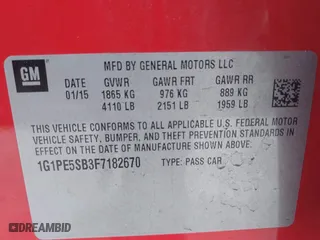 GM
MFD BY GENERAL MOTORS LLC
DATE GVWR GAWR FRT GAWR RR
01/15 1865 KG 976 KG 889 KG
4110 LB 2151 LB 1959 LB
THIS VEHICLE CONFORMS TO ALL APPLICABLE U.S. FEDERAL MOTOR
VEHICLE SAFETY, BUMPER, AND THEFT PREVENTION STANDARDS
IN EFFECT ON THE DATE OF MANUFACTURE SHOWN ABOVE.
1G1PE5SB3F7182670 TYPE: PASS CAR
DREAMBID